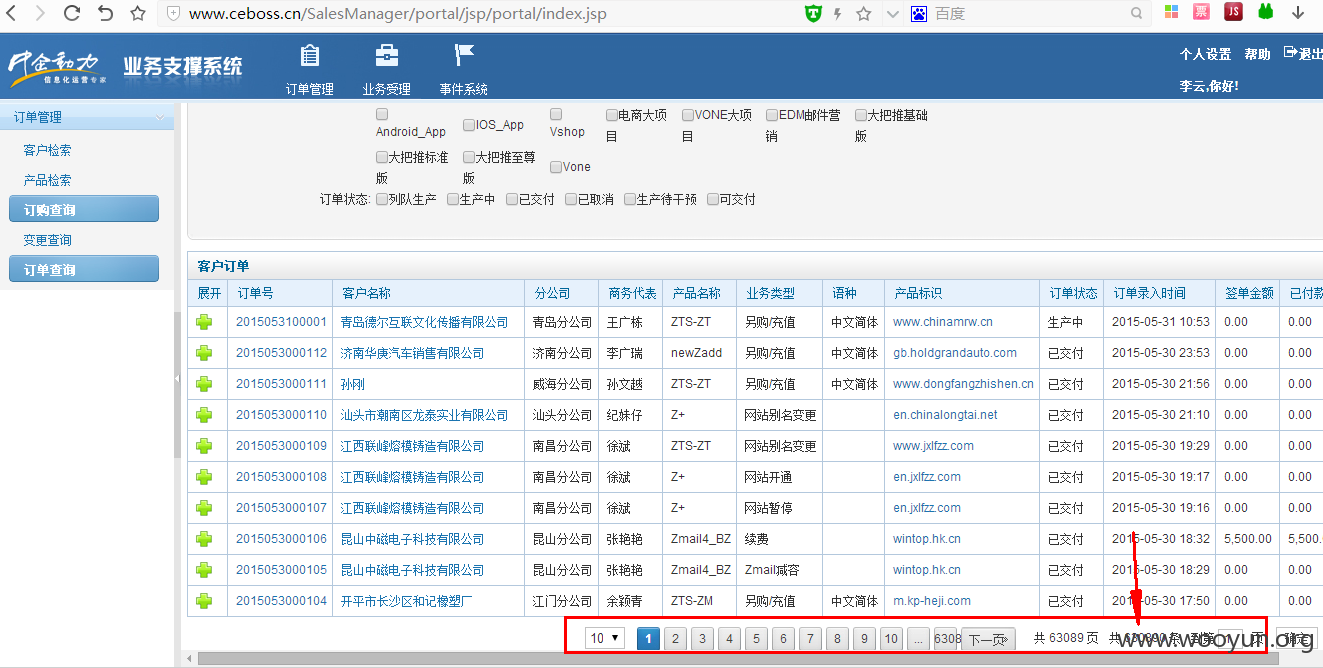 www.ceboss.cn/SalesManager/portal/jsp/portal/index.jsp 百度 票 JS
中企动力 信息化运营专家 业务支撑系统 订单管理 业务受理 事件系统 个人设置 帮助 退出
李云,你好!
订单管理
客户检索
产品检索
订购查询
变更查询
订单查询
Android_App IOS_App Vshop 电商大项目 VONE大项目 EDM邮件营销 大把推基础版
大把推标准版 大把推至尊版 Vone
订单状态: 列队生产 生产中 已交付 已取消 生产待干预 可交付
客户订单
展开 订单号 客户名称 分公司 商务代表 产品名称 业务类型 语种 产品标识 订单状态 订单录入时间 签单金额 已付款
2015053100001 青岛德尔互联文化传播有限公司 青岛分公司 王广栋 ZTS-ZT 另购/充值 中文简体 www.chinamrw.cn 生产中 2015-05-31 10:53 0.00 0.00
2015053000112 济南华庚汽车销售有限公司 济南分公司 李广瑞 newZadd 另购/充值 中文简体 gb.holdgrandauto.com 已交付 2015-05-30 23:53 0.00 0.00
2015053000111 孙刚 威海分公司 孙文越 ZTS-ZT 另购/充值 中文简体 www.dongfangzhishen.cn 已交付 2015-05-30 21:56 0.00 0.00
2015053000110 汕头市潮南区龙泰实业有限公司 汕头分公司 纪妹仔 Z+ 网站别名变更 en.chinalongtai.net 已交付 2015-05-30 21:10 0.00 0.00
2015053000109 江西联峰熔模铸造有限公司 南昌分公司 徐斌 ZTS-ZT 网站别名变更 www.jxlfzz.com 已交付 2015-05-30 19:29 0.00 0.00
2015053000108 江西联峰熔模铸造有限公司 南昌分公司 徐斌 Z+ 网站开通 en.jxlfzz.com 已交付 2015-05-30 19:17 0.00 0.00
2015053000107 江西联峰熔模铸造有限公司 南昌分公司 徐斌 Z+ 网站暂停 en.jxlfzz.com 已交付 2015-05-30 19:16 0.00 0.00
2015053000106 昆山中磁电子科技有限公司 昆山分公司 张艳艳 Zmail4_BZ 续费 wintop.hk.cn 已交付 2015-05-30 18:32 5,500.00 5,500.
2015053000105 昆山中磁电子科技有限公司 昆山分公司 张艳艳 Zmail4_BZ Zmail减容 wintop.hk.cn 已交付 2015-05-30 18:29 0.00 0.00
2015053000104 开平市长沙区和记橡塑厂 江门分公司 余颖青 ZTS-ZM 另购/充值 中文简体 m.kp-heji.com 已交付 2015-05-30 17:50 0.00 0.00
10 1 2 3 4 5 6 7 8 9 10 ... 6308 下一页» 共 63089 页 共 630890 条 到第 1 页 确定
www.wooyun.org